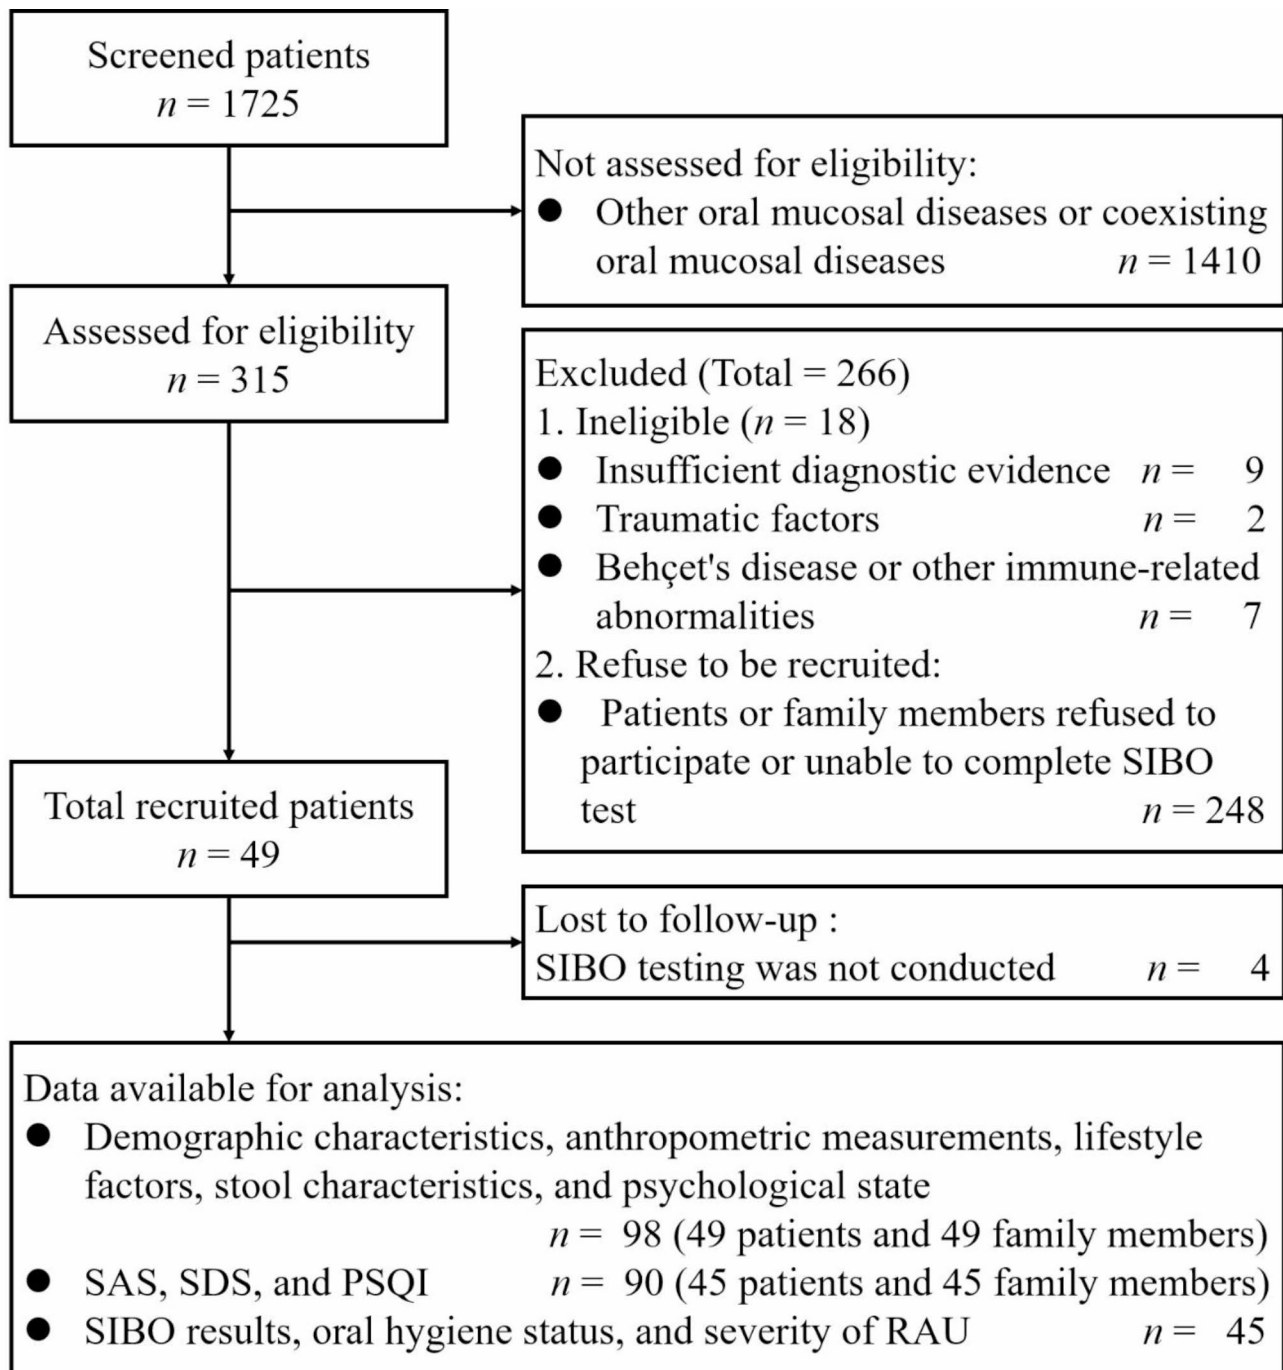 Screened patients
n = 1725
Not assessed for eligibility:
● Other oral mucosal diseases or coexisting
oral mucosal diseases n = 1410
Assessed for eligibility
n = 315
Excluded (Total = 266)
1. Ineligible (n = 18)
● Insufficient diagnostic evidence n = 9
● Traumatic factors n = 2
● Behçet's disease or other immune-related
abnormalities n = 7
2. Refuse to be recruited:
● Patients or family members refused to
participate or unable to complete SIBO
test n = 248
Total recruited patients
n = 49
Lost to follow-up :
SIBO testing was not conducted n = 4
Data available for analysis:
● Demographic characteristics, anthropometric measurements, lifestyle
factors, stool characteristics, and psychological state
n = 98 (49 patients and 49 family members)
● SAS, SDS, and PSQI n = 90 (45 patients and 45 family members)
● SIBO results, oral hygiene status, and severity of RAU n = 45